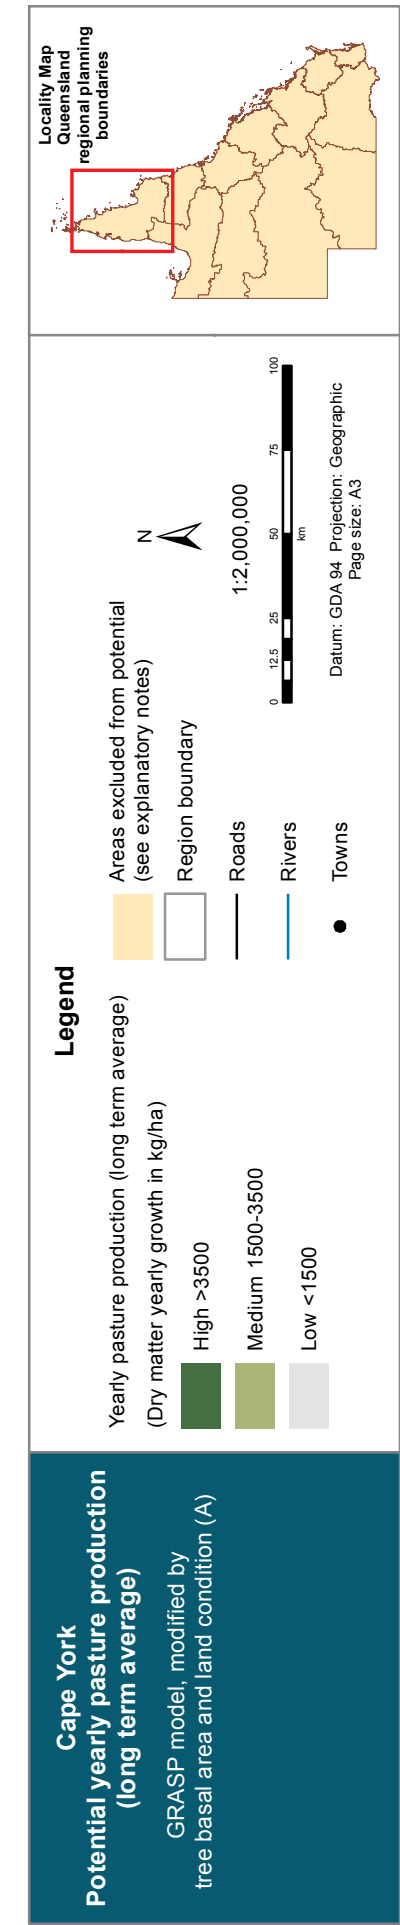 Cape York
Potential yearly pasture production
(long term average)
GRASP model, modified by
tree basal area and land condition (A)
Legend
Yearly pasture production (long term average)
(Dry matter yearly growth in kg/ha)
High >3500
Medium 1500-3500
Low <1500
Areas excluded from potential
(see explanatory notes)
Region boundary
Roads
Rivers
Towns
N
1:2,000,000
0 12.5 25 50 75 100
km
Datum: GDA 94 Projection: Geographic
Page size: A3
Locality Map
Queensland
regional planning
boundaries